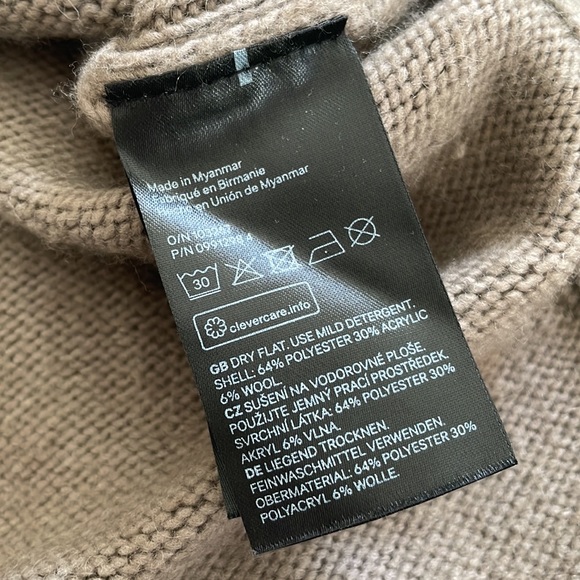 Made in Myanmar
Fabriqué en Birmanie
en Unión de Myanmar
O/N
P/N
30
clevercare.info
GB DRY FLAT. USE MILD DETERGENT.
SHELL: 64% POLYESTER 30% ACRYLIC
6% WOOL.
CZ SUŠENÍ NA VODOROVNÉ PLOŠE.
POUŽIJTE JEMNÝ PRACÍ PROSTŘEDEK.
SVRCHNÍ LÁTKA: 64% POLYESTER 30%
AKRYL 6% VLNA.
DE LIEGEND TROCKNEN.
FEINWASCHMITTEL VERWENDEN.
OBERMATERIAL: 64% POLYESTER 30%
POLYACRYL 6% WOLLE.